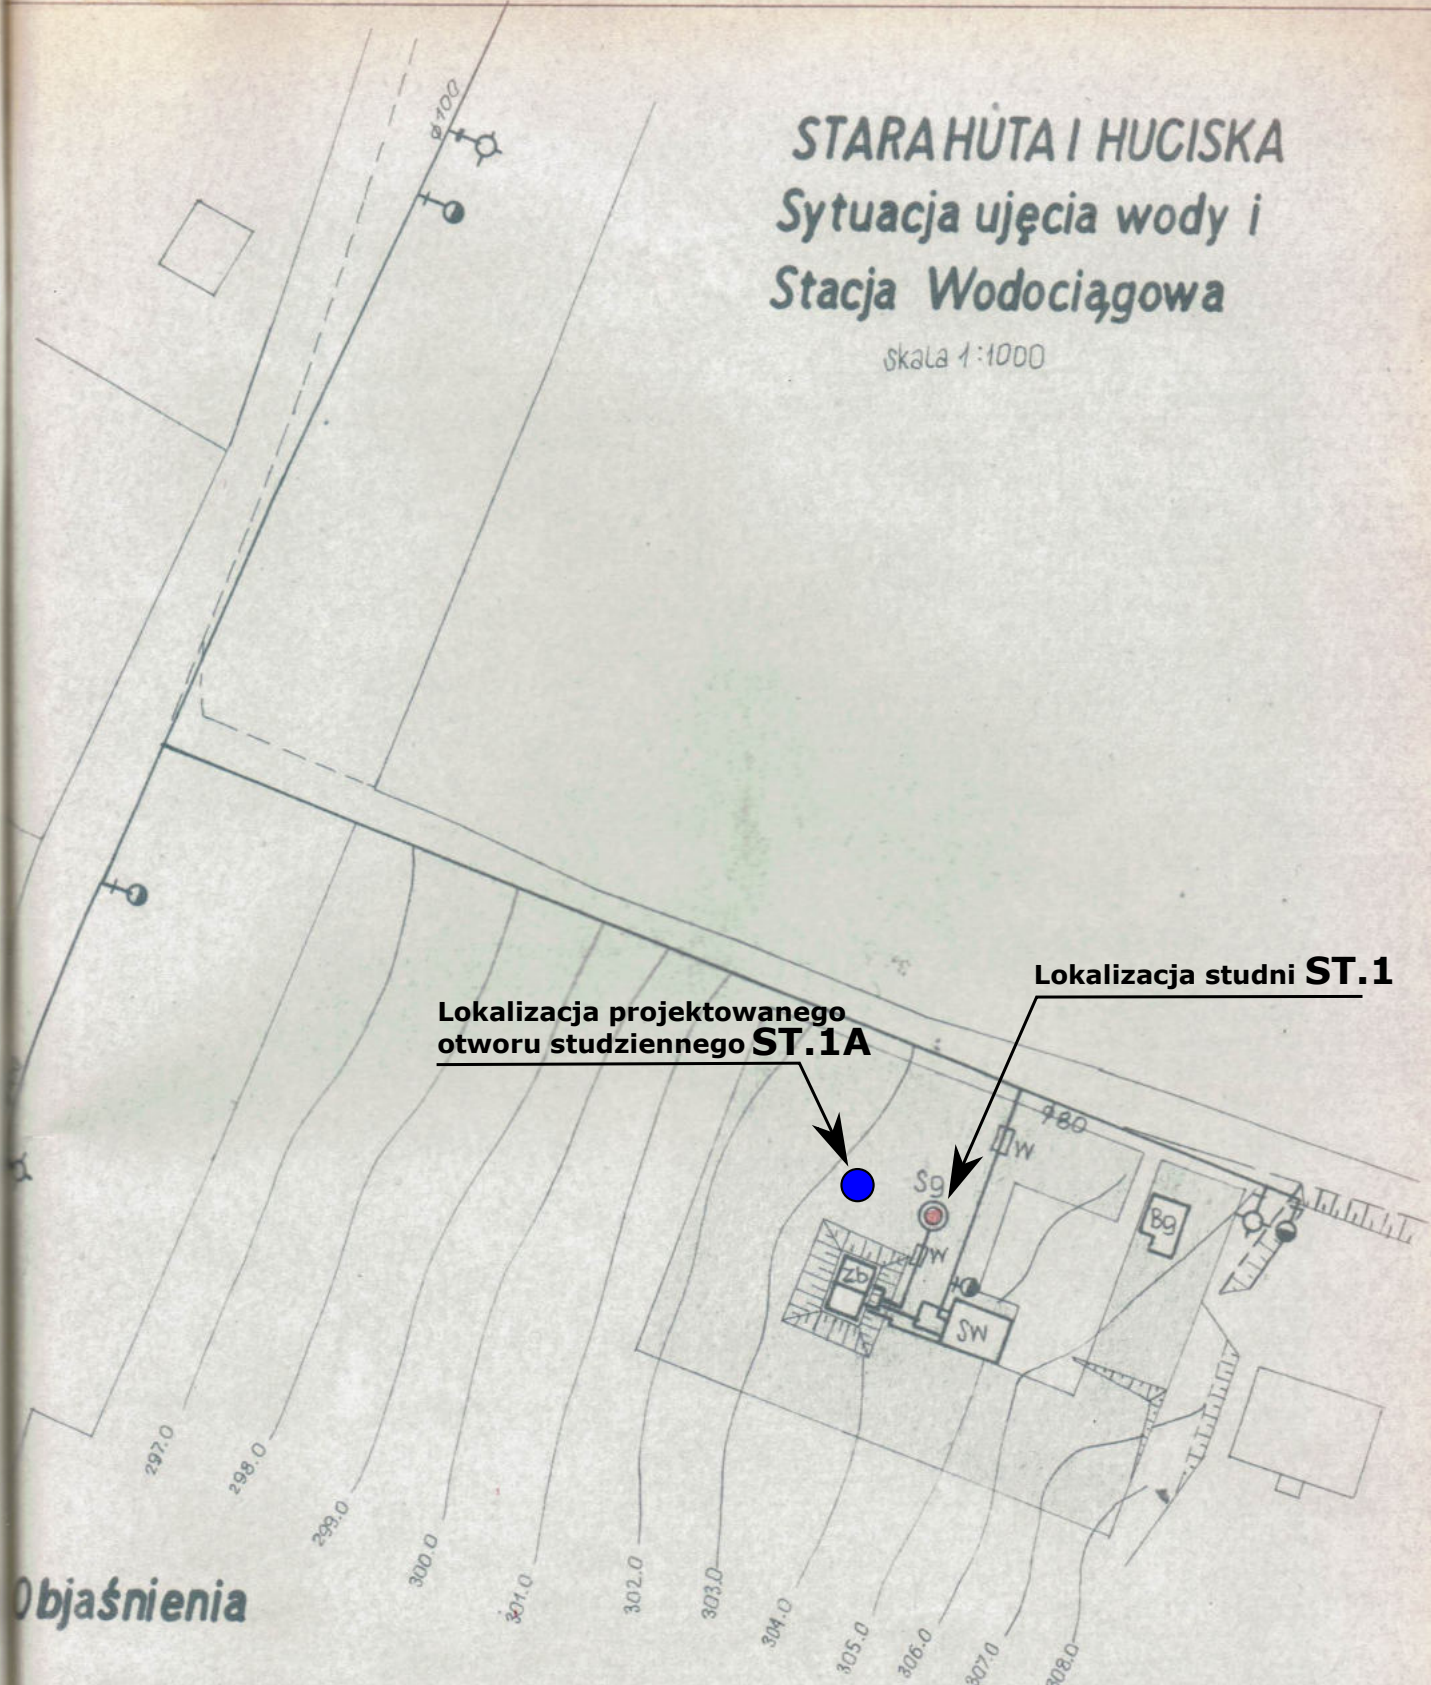 STARA HUTA I HUCISKA
Sytuacja ujęcia wody i
Stacja Wodociągowa
skala 1:1000
ø100
Lokalizacja studni ST.1
Lokalizacja projektowanego
otworu studziennego ST.1A
ø80
W
Sg
Bg
W
Zb
SW
297.0
298.0
299.0
300.0
301.0
302.0
303.0
304.0
305.0
306.0
307.0
308.0
Objaśnienia